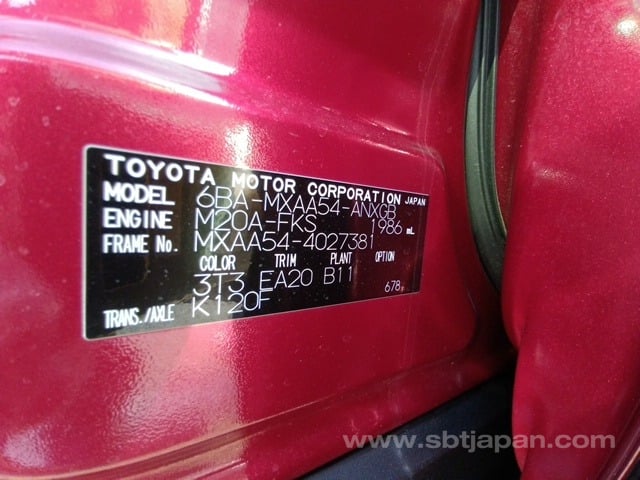 TOYOTA MOTOR CORPORATION JAPAN
MODEL 6BA-MXAA54-ANXGB
ENGINE M20A-FKS 1986 mL
FRAME No. MXAA54-4027381
COLOR TRIM PLANT OPTION
3T3 EA20 B11 678
TRANS./AXLE K120F
www.sbtjapan.com